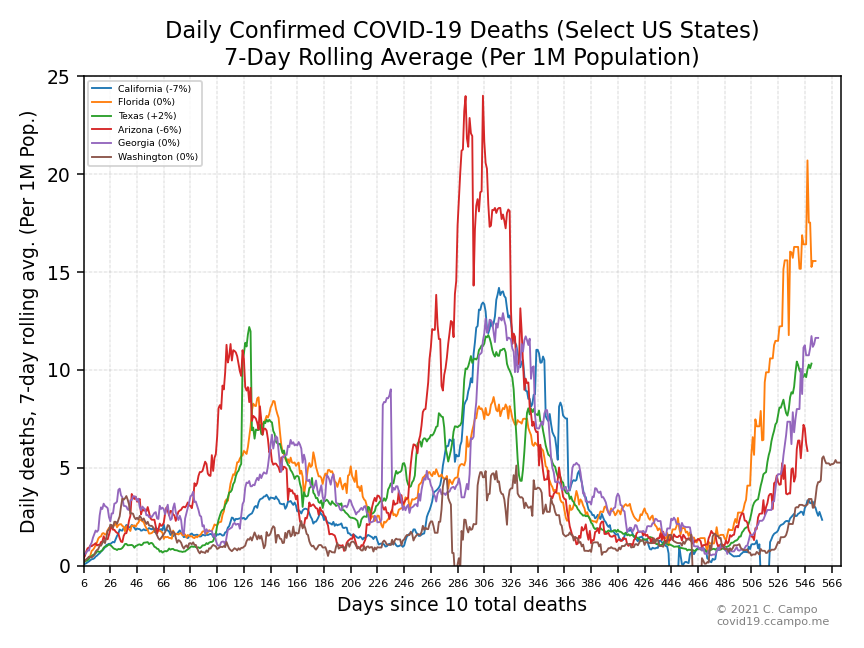 Daily Confirmed COVID-19 Deaths (Select US States)
7-Day Rolling Average (Per 1M Population)
Daily deaths, 7-day rolling avg. (Per 1M Pop.)
25
20
15
10
5
0
California (-7%)
Florida (0%)
Texas (+2%)
Arizona (-6%)
Georgia (0%)
Washington (0%)
6 26 46 66 86 106 126 146 166 186 206 226 246 266 286 306 326 346 366 386 406 426 446 466 486 506 526 546 566
Days since 10 total deaths
© 2021 C. Campo
covid19.ccampo.me